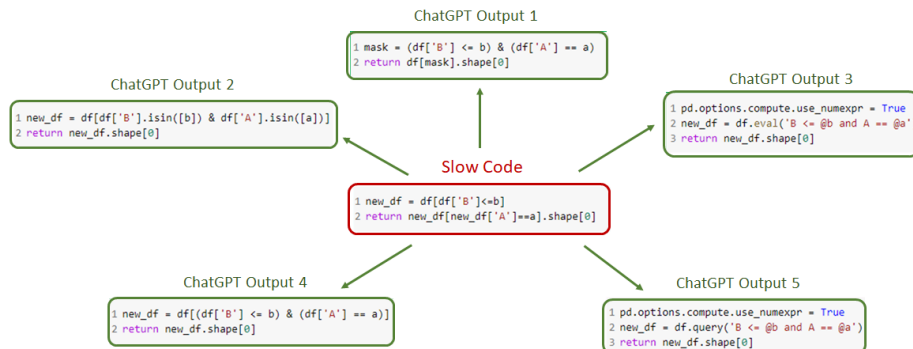 ChatGPT Output 1
1 mask = (df['B'] <= b) & (df['A'] == a)
2 return df[mask].shape[0]
ChatGPT Output 2
1 new_df = df[df['B'].isin([b]) & df['A'].isin([a])]
2 return new_df.shape[0]
ChatGPT Output 3
1 pd.options.compute.use_numexpr = True
2 new_df = df.eval('B <= @b and A == @a'
3 return new_df.shape[0]
Slow Code
1 new_df = df[df['B']<=b]
2 return new_df[new_df['A']==a].shape[0]
ChatGPT Output 4
1 new_df = df[(df['B'] <= b) & (df['A'] == a)]
2 return new_df.shape[0]
ChatGPT Output 5
1 pd.options.compute.use_numexpr = True
2 new_df = df.query('B <= @b and A == @a')
3 return new_df.shape[0]